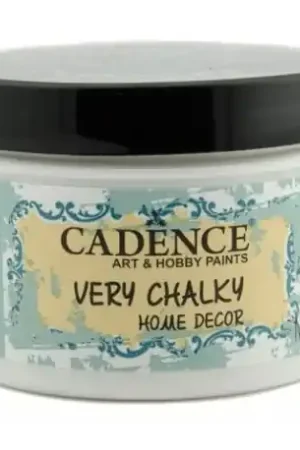 CADENCE
ART & HOBBY PAINTS
VERY CHALKY
HOME DECOR